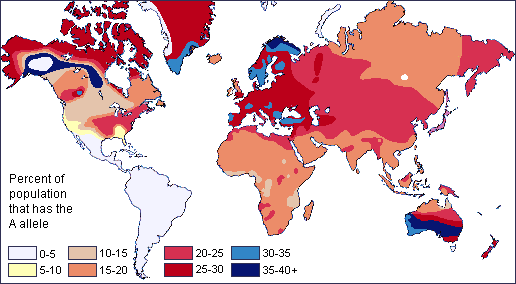 Percent of
population
that has the
A allele
0-5 10-15 20-25 30-35
5-10 15-20 25-30 35-40+